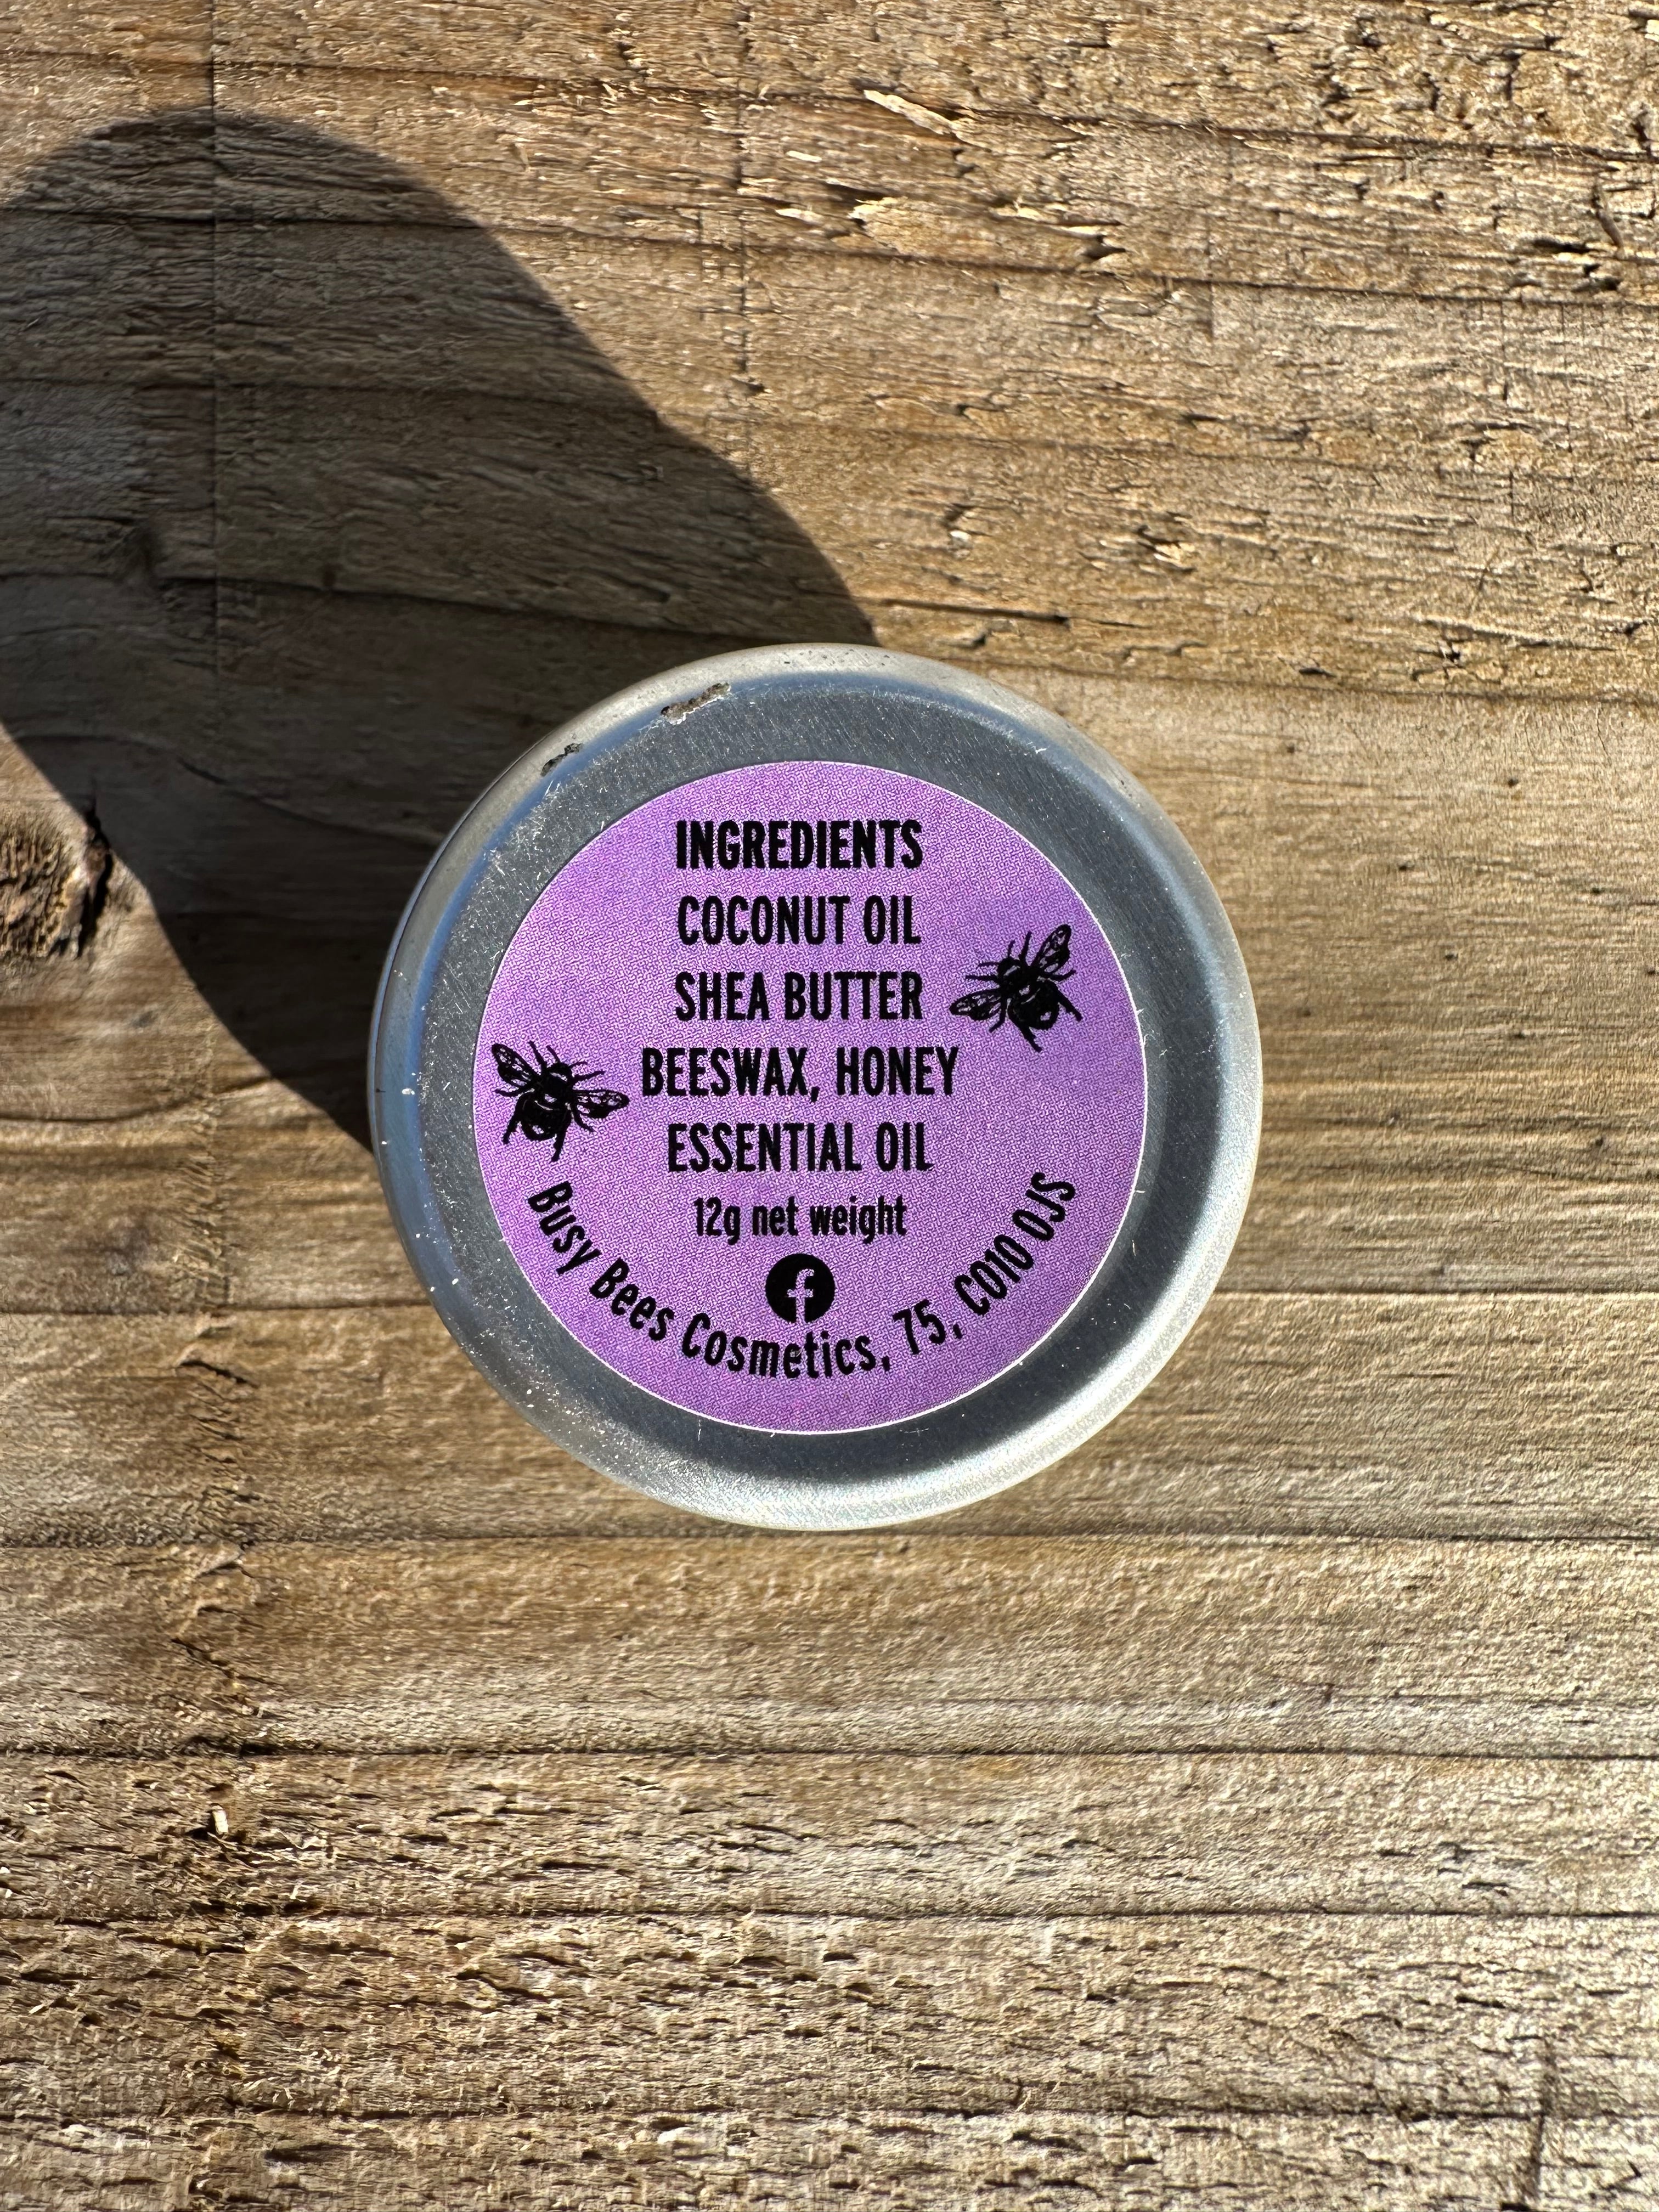 INGREDIENTS
COCONUT OIL
SHEA BUTTER
BEESWAX, HONEY
ESSENTIAL OIL
12g net weight
f
Busy Bees Cosmetics, 75, CO10 0JS